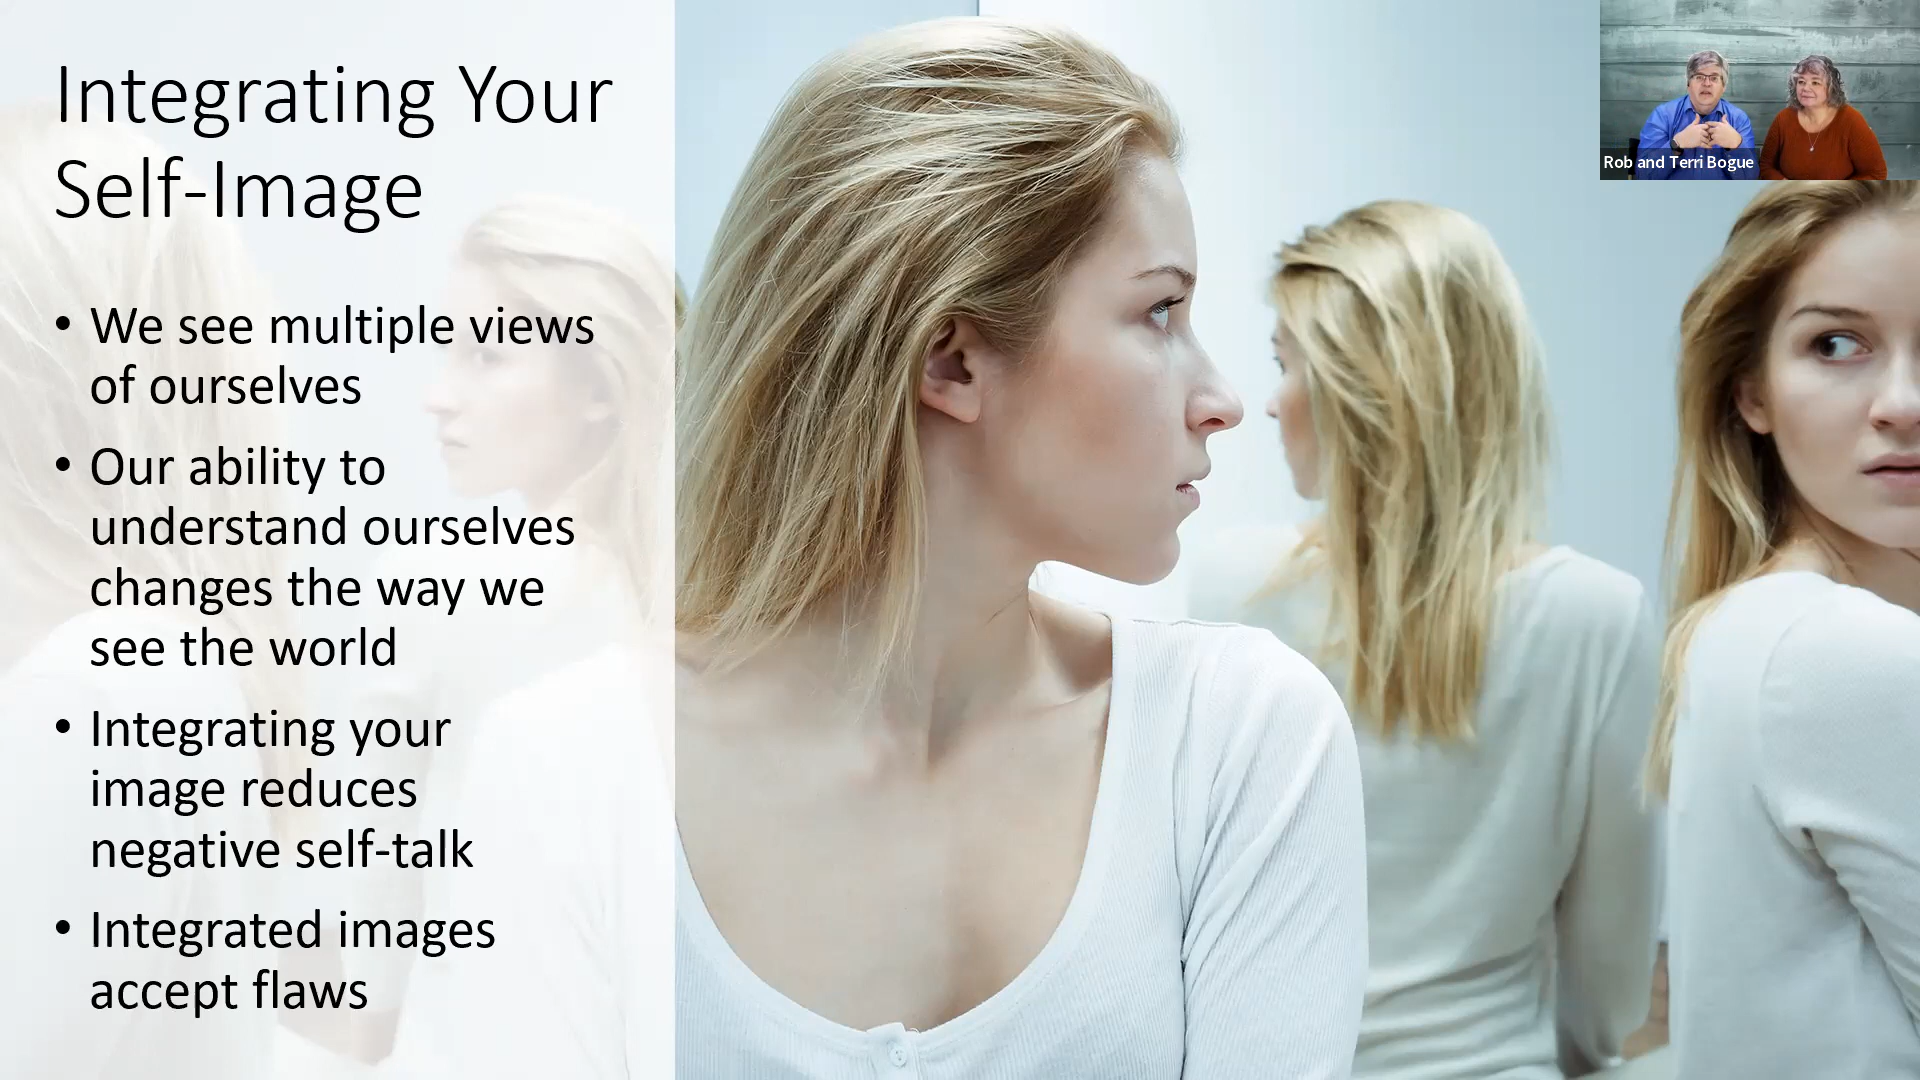 Integrating Your
Self-Image
• We see multiple views
of ourselves
• Our ability to
understand ourselves
changes the way we
see the world
• Integrating your
image reduces
negative self-talk
• Integrated images
accept flaws
Rob and Terri Bogue